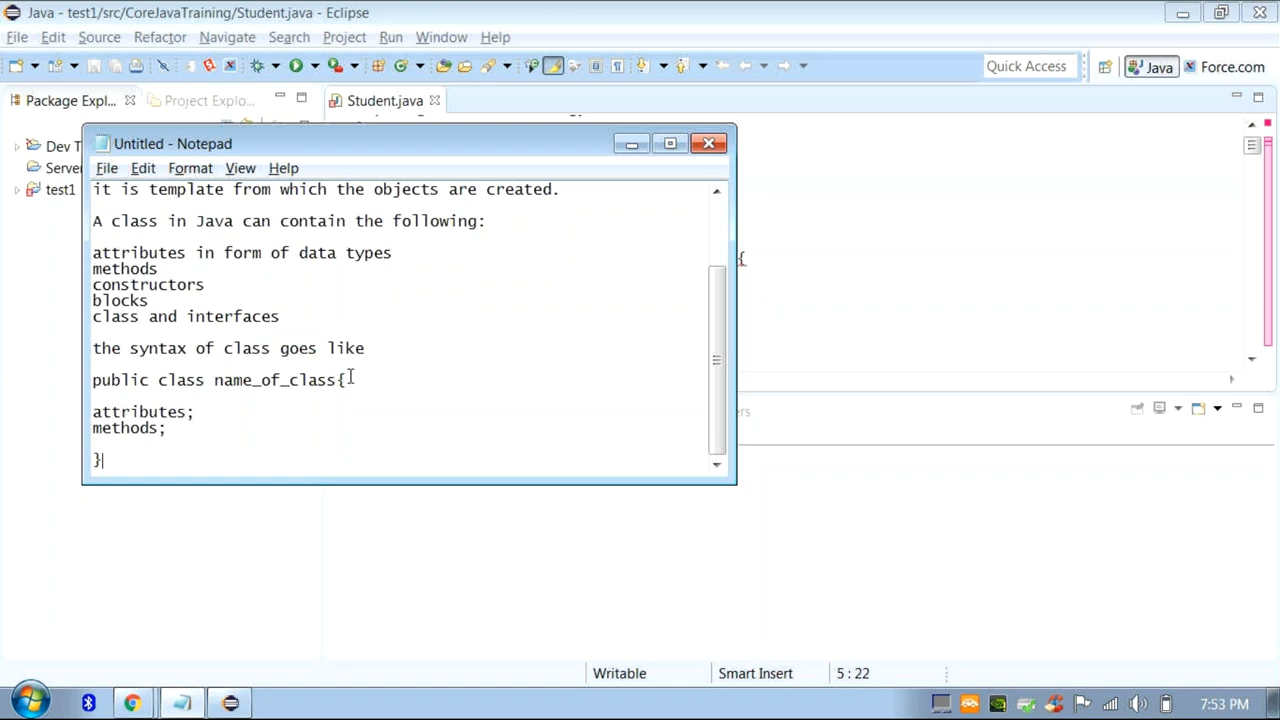 Java - test1/src/CoreJavaTraining/Student.java - Eclipse
File Edit Source Refactor Navigate Search Project Run Window Help
Quick Access Java Force.com
Package Expl... Project Explo... Student.java
Untitled - Notepad
Dev T
File Edit Format View Help
Server
test1
it is template from which the objects are created.
A class in Java can contain the following:
attributes in form of data types
{
methods
constructors
blocks
class and interfaces
the syntax of class goes like
public class name_of_class{
attributes;
methods;
}
Writable Smart Insert 5 : 22
7:53 PM